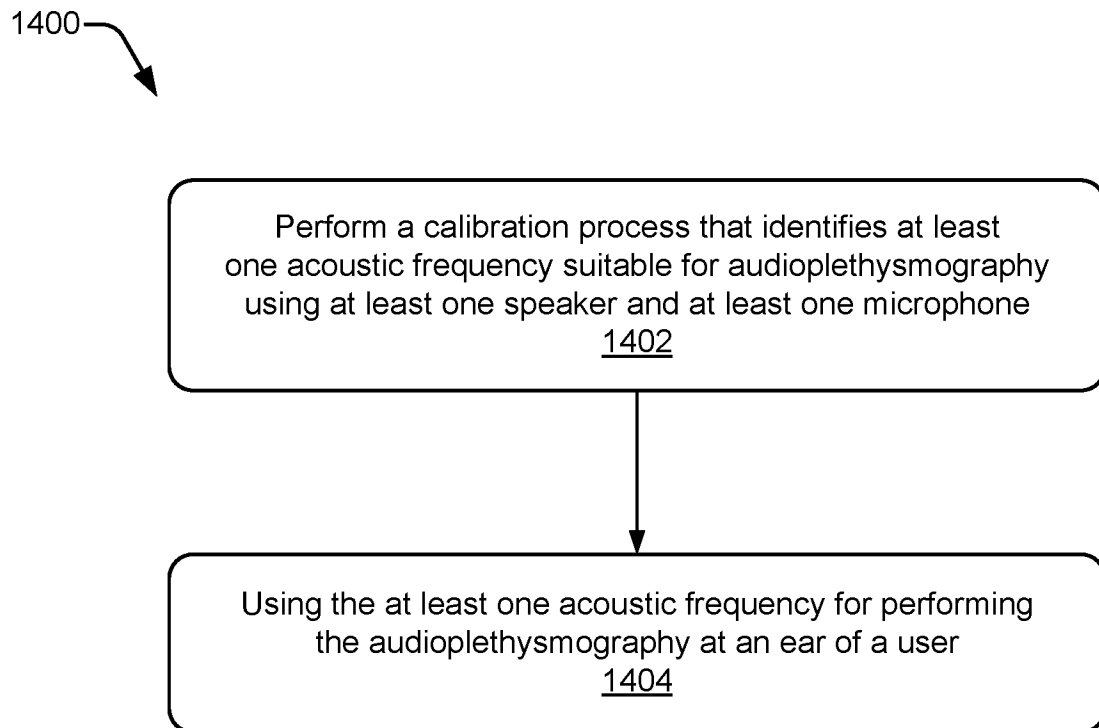 1400
Perform a calibration process that identifies at least
one acoustic frequency suitable for audioplethysmography
using at least one speaker and at least one microphone
1402
Using the at least one acoustic frequency for performing
the audioplethysmography at an ear of a user
1404